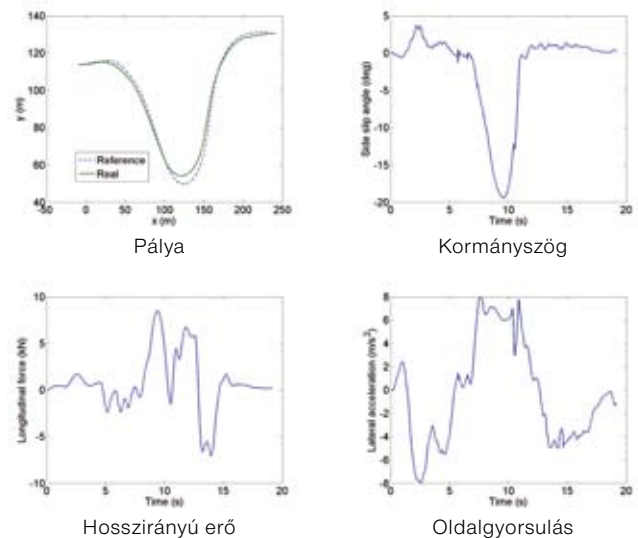 140
120
100
80
60
40
-50 0 50 100 150 200 250
y (m)
x (m)
Reference
Real
Pálya
5
0
-5
-10
-15
-20
0 5 10 15 20
Side slip angle (deg)
Time (s)
Kormányszög
10
5
0
-5
-10
0 5 10 15 20
Longitudinal force (kN)
Time (s)
Hosszirányú erő
8
6
4
2
0
-2
-4
-6
-8
0 5 10 15 20
Lateral acceleration (m/s²)
Time (s)
Oldalgyorsulás